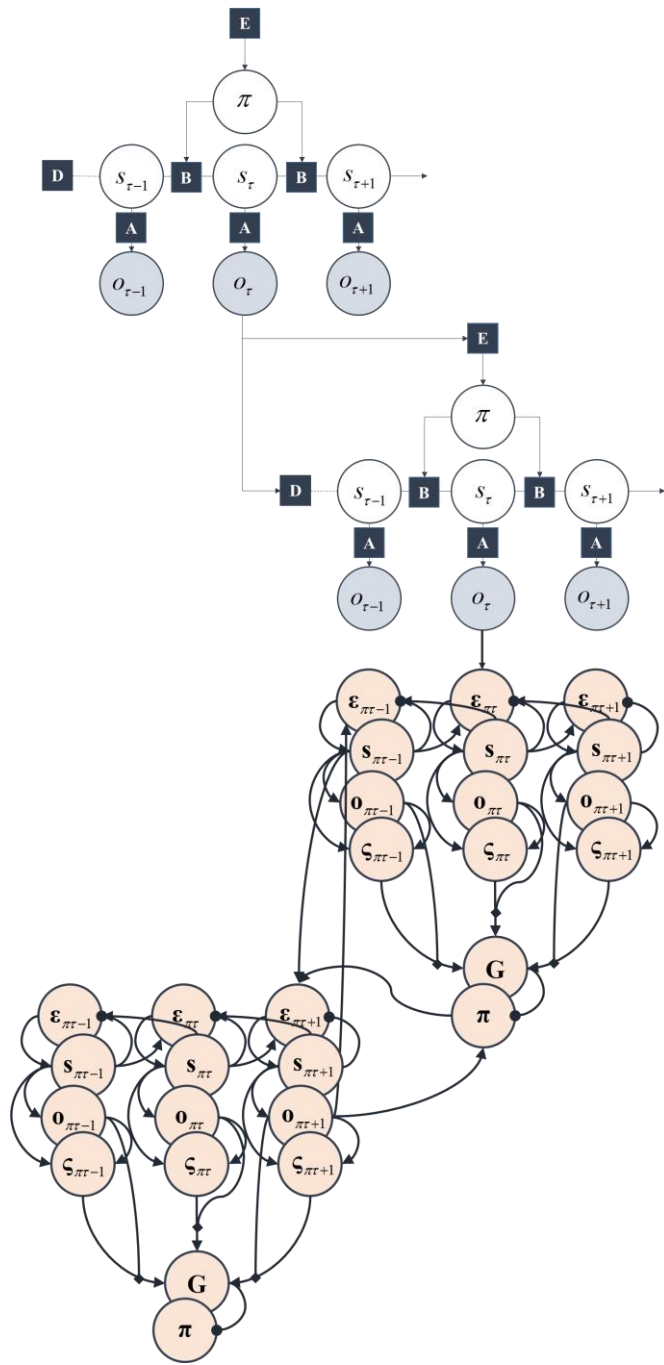 E
π
D s_{τ−1} B s_τ B s_{τ+1}
A A A
o_{τ−1} o_τ o_{τ+1}
E
π
D s_{τ−1} B s_τ B s_{τ+1}
A A A
o_{τ−1} o_τ o_{τ+1}
ε_{πτ−1} ε_{πτ} ε_{πτ+1}
s_{πτ−1} s_{πτ} s_{πτ+1}
o_{πτ−1} o_{πτ} o_{πτ+1}
ς_{πτ−1} ς_{πτ} ς_{πτ+1}
G
π
ε_{πτ−1} ε_{πτ} ε_{πτ+1}
s_{πτ−1} s_{πτ} s_{πτ+1}
o_{πτ−1} o_{πτ} o_{πτ+1}
ς_{πτ−1} ς_{πτ} ς_{πτ+1}
G
π